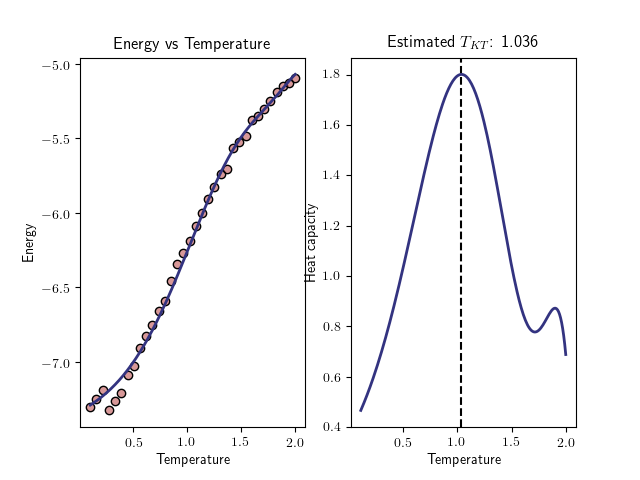 Energy vs Temperature
Energy
−5.0
−5.5
−6.0
−6.5
−7.0
0.5 1.0 1.5 2.0
Temperature
Estimated $T_{KT}$: 1.036
Heat capacity
1.8
1.6
1.4
1.2
1.0
0.8
0.6
0.4
0.5 1.0 1.5 2.0
Temperature